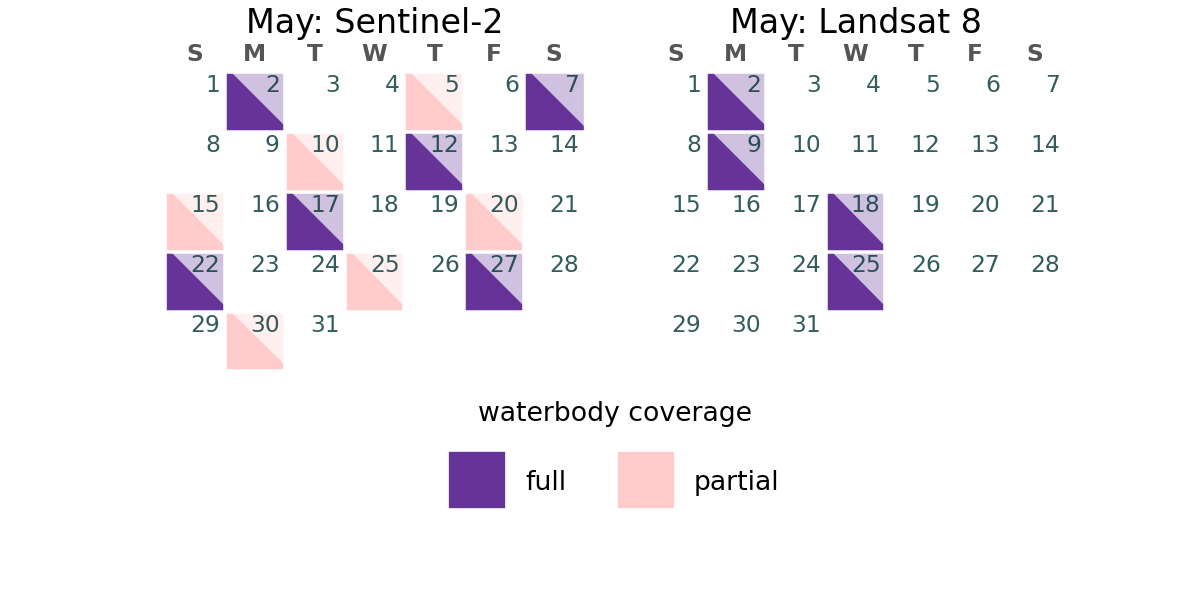 May: Sentinel-2
S M T W T F S
1 2 3 4 5 6 7
8 9 10 11 12 13 14
15 16 17 18 19 20 21
22 23 24 25 26 27 28
29 30 31
May: Landsat 8
S M T W T F S
1 2 3 4 5 6 7
8 9 10 11 12 13 14
15 16 17 18 19 20 21
22 23 24 25 26 27 28
29 30 31
waterbody coverage
full
partial